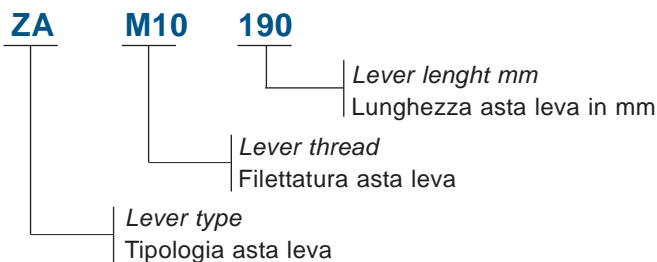 ZA M10 190
Lever lenght mm
Lunghezza asta leva in mm
Lever thread
Filettatura asta leva
Lever type
Tipologia asta leva